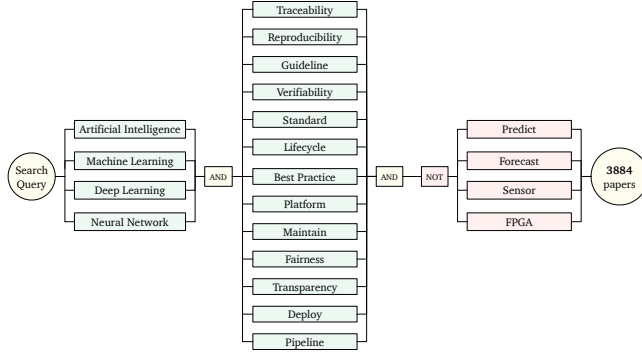 Search
Query
Artificial Intelligence
Machine Learning
Deep Learning
Neural Network
AND
Traceability
Reproducibility
Guideline
Verifiability
Standard
Lifecycle
Best Practice
Platform
Maintain
Fairness
Transparency
Deploy
Pipeline
AND
NOT
Predict
Forecast
Sensor
FPGA
3884
papers